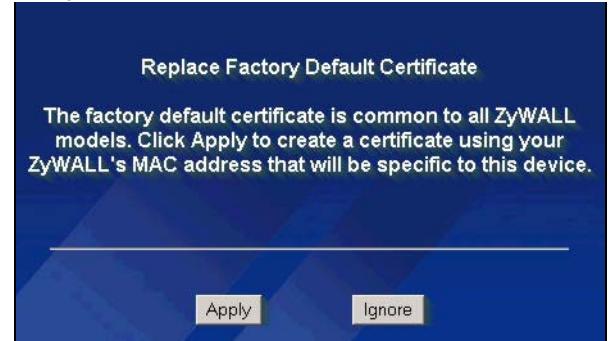 Replace Factory Default Certificate
The factory default certificate is common to all ZyWALL
models. Click Apply to create a certificate using your
ZyWALL's MAC address that will be specific to this device.
Apply
Ignore